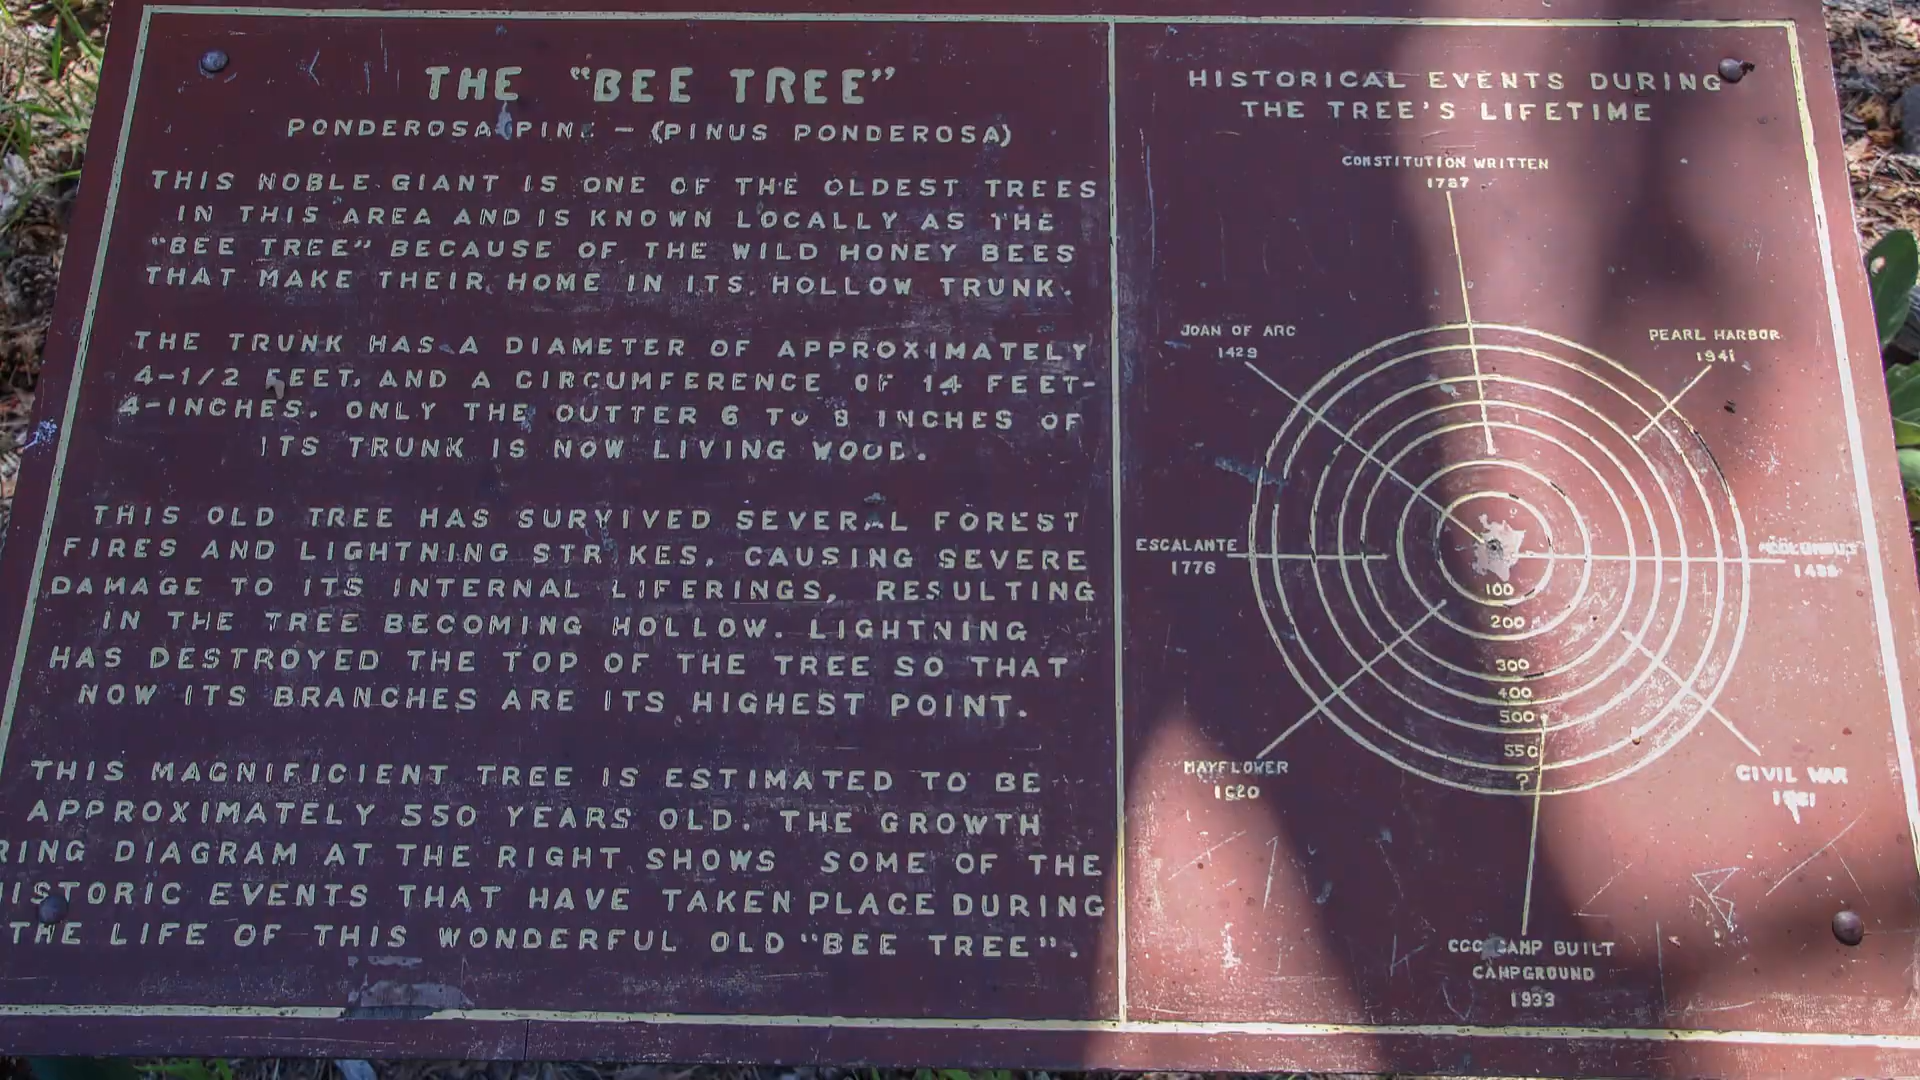 THE "BEE TREE"
PONDEROSA PINE - (PINUS PONDEROSA)
THIS NOBLE GIANT IS ONE OF THE OLDEST TREES
IN THIS AREA AND IS KNOWN LOCALLY AS THE
"BEE TREE" BECAUSE OF THE WILD HONEY BEES
THAT MAKE THEIR HOME IN ITS HOLLOW TRUNK.
THE TRUNK HAS A DIAMETER OF APPROXIMATELY
4-1/2 FEET, AND A CIRCUMFERENCE OF 14 FEET-
4-INCHES. ONLY THE OUTTER 6 TO 8 INCHES OF
ITS TRUNK IS NOW LIVING WOOD.
THIS OLD TREE HAS SURVIVED SEVERAL FOREST
FIRES AND LIGHTNING STRIKES, CAUSING SEVERE
DAMAGE TO ITS INTERNAL LIFERINGS, RESULTING
IN THE TREE BECOMING HOLLOW. LIGHTNING
HAS DESTROYED THE TOP OF THE TREE SO THAT
NOW ITS BRANCHES ARE ITS HIGHEST POINT.
THIS MAGNIFICIENT TREE IS ESTIMATED TO BE
APPROXIMATELY 550 YEARS OLD. THE GROWTH
RING DIAGRAM AT THE RIGHT SHOWS SOME OF THE
HISTORIC EVENTS THAT HAVE TAKEN PLACE DURING
THE LIFE OF THIS WONDERFUL OLD "BEE TREE".
HISTORICAL EVENTS DURING
THE TREE'S LIFETIME
CONSTITUTION WRITTEN
1787
JOAN OF ARC
1429
PEARL HARBOR
1941
ESCALANTE
1776
COLUMBUS
100
200
300
400
500
550
?
MAYFLOWER
1620
CIVIL WAR
1861
CCC CAMP BUILT
CAMPGROUND
1933